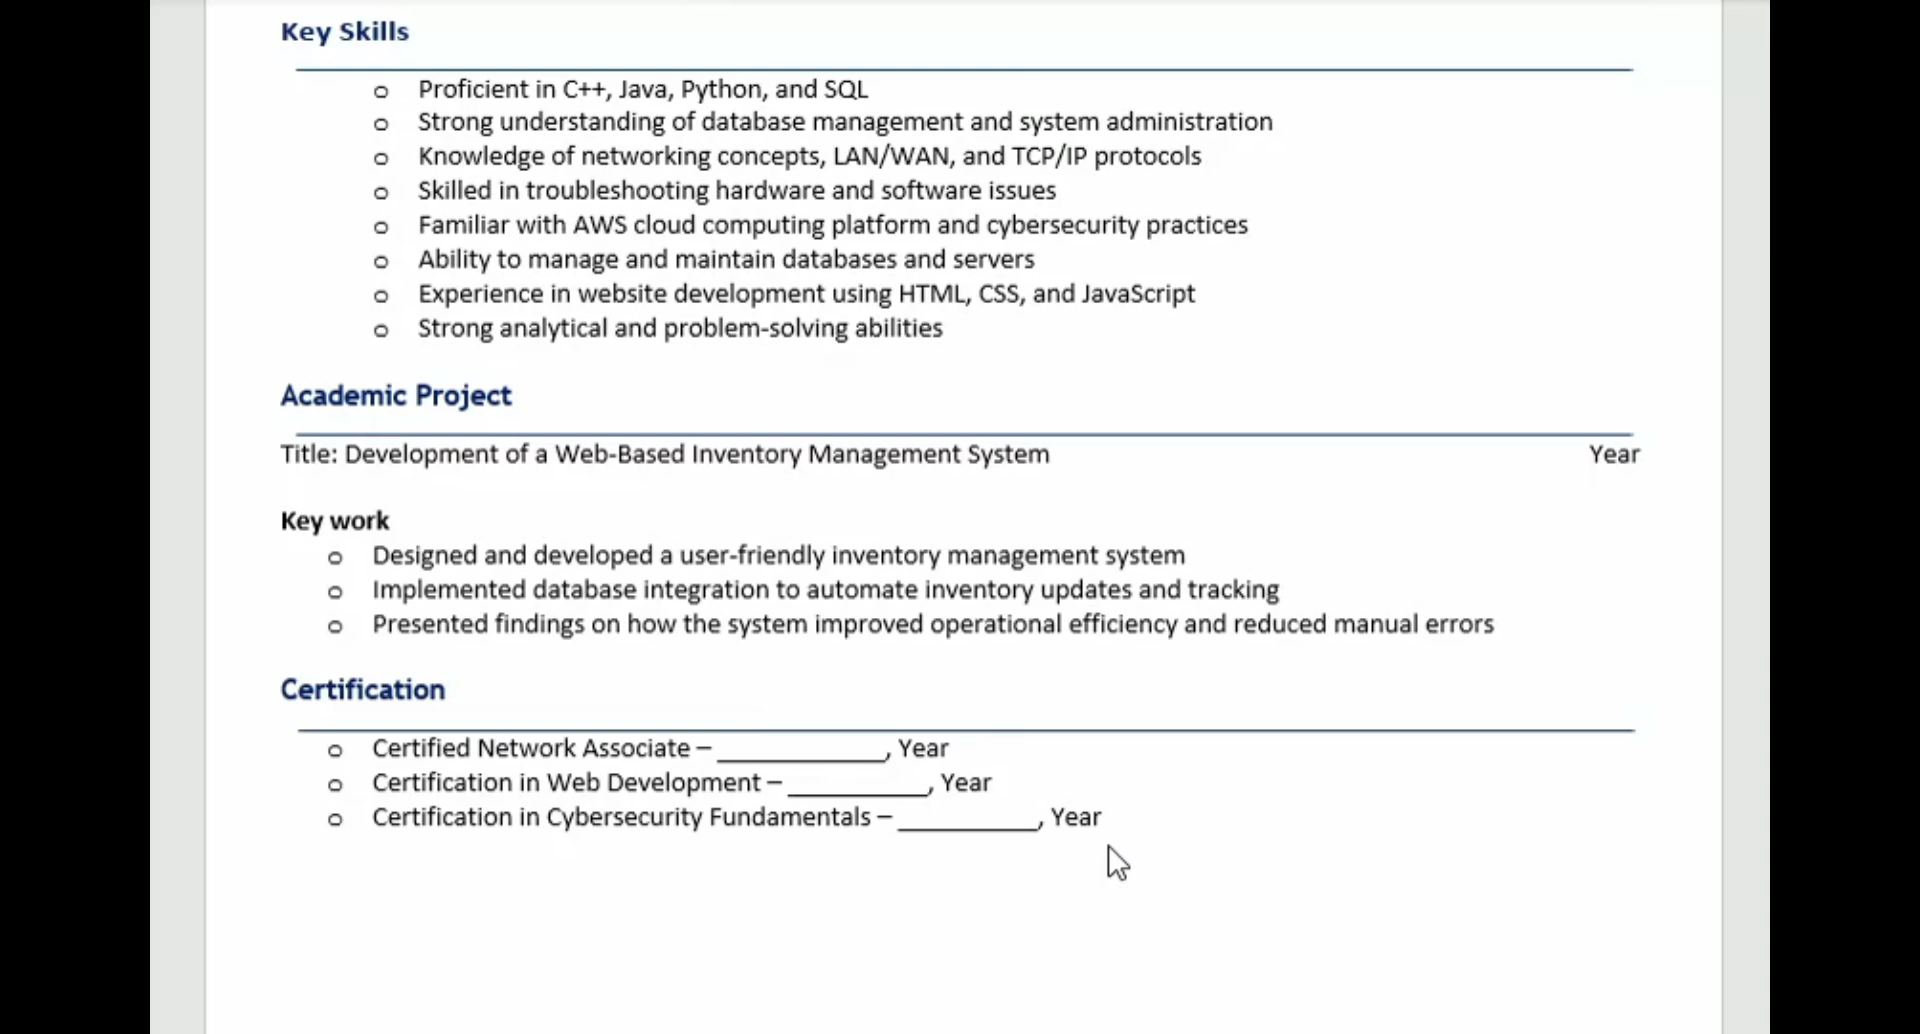 Key Skills
o Proficient in C++, Java, Python, and SQL
o Strong understanding of database management and system administration
o Knowledge of networking concepts, LAN/WAN, and TCP/IP protocols
o Skilled in troubleshooting hardware and software issues
o Familiar with AWS cloud computing platform and cybersecurity practices
o Ability to manage and maintain databases and servers
o Experience in website development using HTML, CSS, and JavaScript
o Strong analytical and problem-solving abilities
Academic Project
Title: Development of a Web-Based Inventory Management System Year
Key work
o Designed and developed a user-friendly inventory management system
o Implemented database integration to automate inventory updates and tracking
o Presented findings on how the system improved operational efficiency and reduced manual errors
Certification
o Certified Network Associate – ____________, Year
o Certification in Web Development – __________, Year
o Certification in Cybersecurity Fundamentals – __________, Year